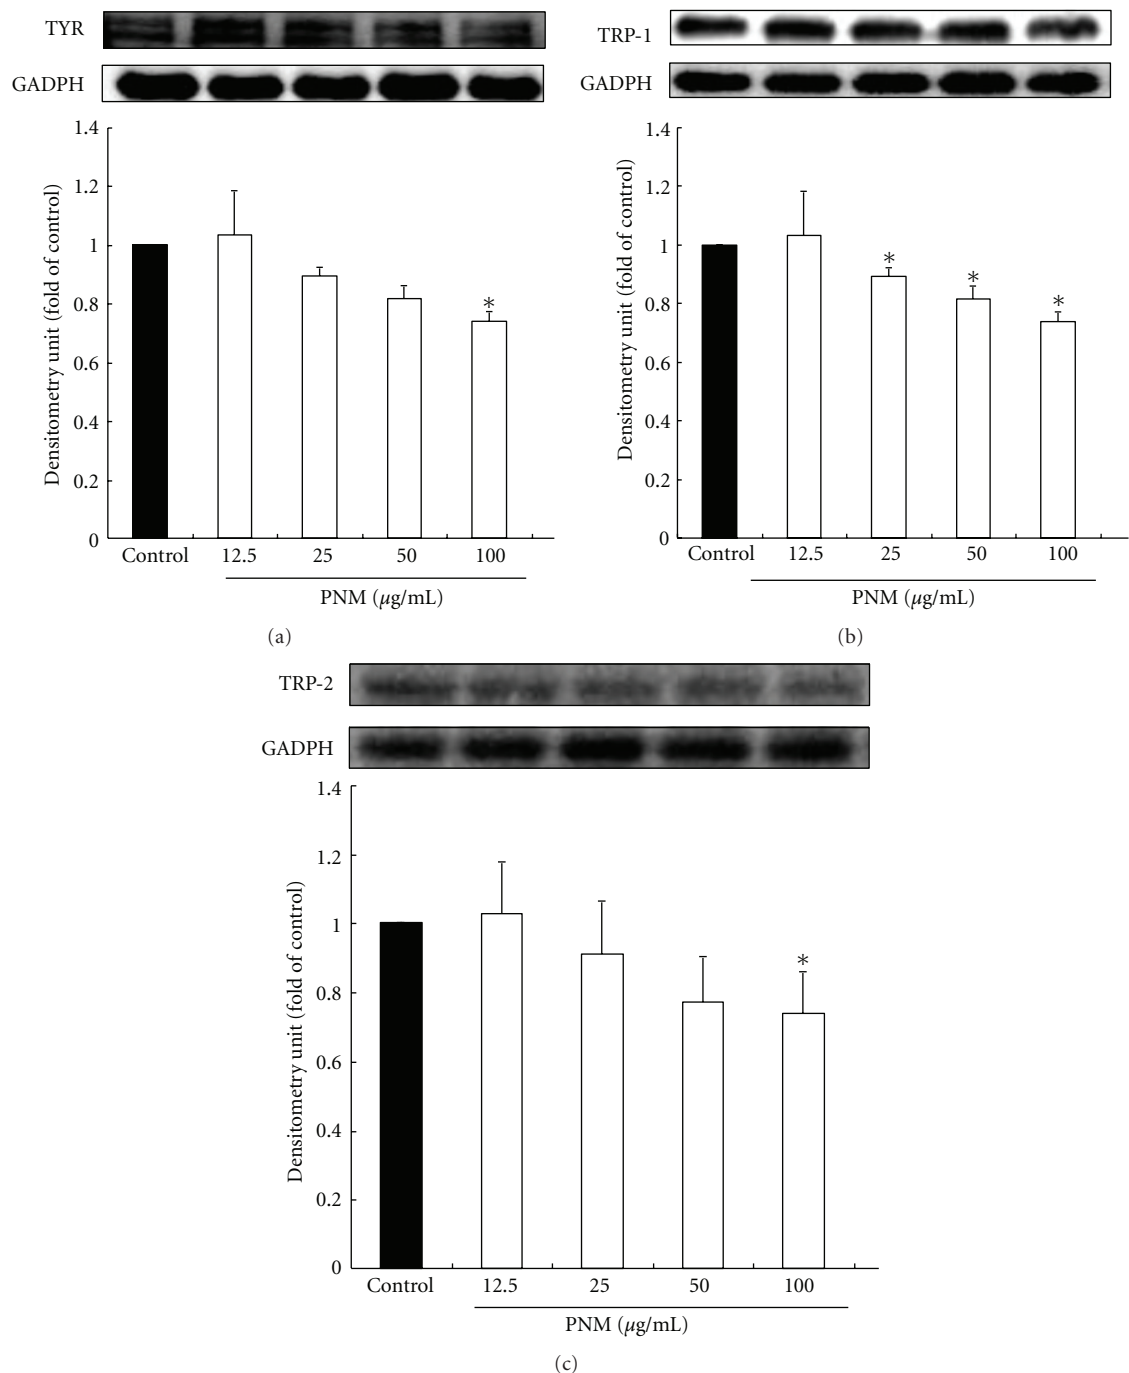 TYR
GADPH
1.4
1.2
1
0.8
0.6
0.4
0.2
0
Densitometry unit (fold of control)
*
Control 12.5 25 50 100
PNM (µg/mL)
(a)
TRP-1
GADPH
1.4
1.2
1
0.8
0.6
0.4
0.2
0
Densitometry unit (fold of control)
* * *
Control 12.5 25 50 100
PNM (µg/mL)
(b)
TRP-2
GADPH
1.4
1.2
1
0.8
0.6
0.4
0.2
0
Densitometry unit (fold of control)
*
Control 12.5 25 50 100
PNM (µg/mL)
(c)